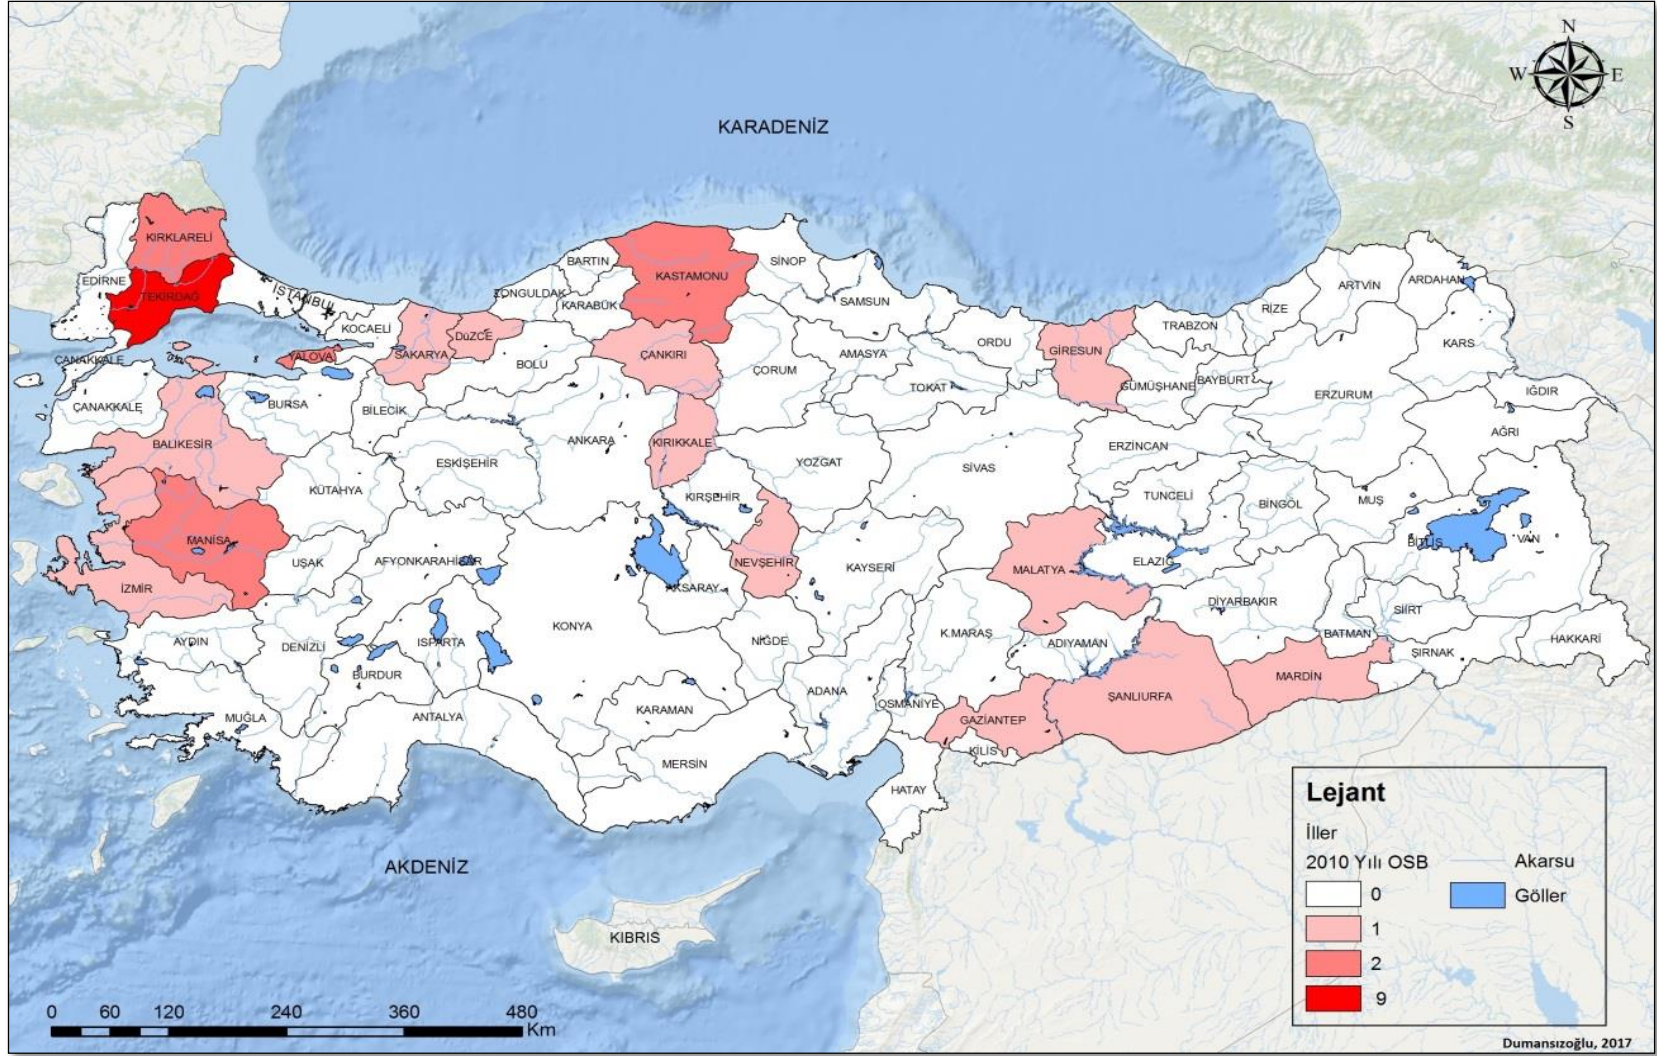 N
W E
S
KARADENİZ
KIRKLARELİ
EDİRNE
TEKİRDAĞ
İSTANBUL
KOCAELİ
YALOVA
SAKARYA
DÜZCE
ZONGULDAK
BARTIN
KARABÜK
KASTAMONU
SİNOP
SAMSUN
ÇANKIRI
BOLU
ÇORUM
AMASYA
TOKAT
ORDU
GİRESUN
TRABZON
RİZE
ARTVİN
ARDAHAN
KARS
GÜMÜŞHANE
BAYBURT
ERZURUM
IĞDIR
AĞRI
ÇANAKKALE
ÇANAKKALE
BURSA
BİLECİK
BALIKESİR
KÜTAHYA
ESKİŞEHİR
ANKARA
KIRIKKALE
YOZGAT
SİVAS
ERZİNCAN
TUNCELİ
BİNGÖL
MUŞ
KIRŞEHİR
MANİSA
UŞAK
AFYONKARAHİSAR
AKSARAY
NEVŞEHİR
KAYSERİ
MALATYA
ELAZIĞ
BİTLİS
VAN
İZMİR
AYDIN
DENİZLİ
ISPARTA
BURDUR
KONYA
NİĞDE
K.MARAŞ
ADIYAMAN
DİYARBAKIR
BATMAN
SİİRT
ŞIRNAK
HAKKARİ
MUĞLA
ANTALYA
KARAMAN
MERSİN
ADANA
OSMANİYE
GAZİANTEP
KİLİS
ŞANLIURFA
MARDİN
HATAY
AKDENİZ
KIBRIS
Lejant
İller
2010 Yılı OSB
0
1
2
9
Akarsu
Göller
0 60 120 240 360 480
Km
Dumansızoğlu, 2017